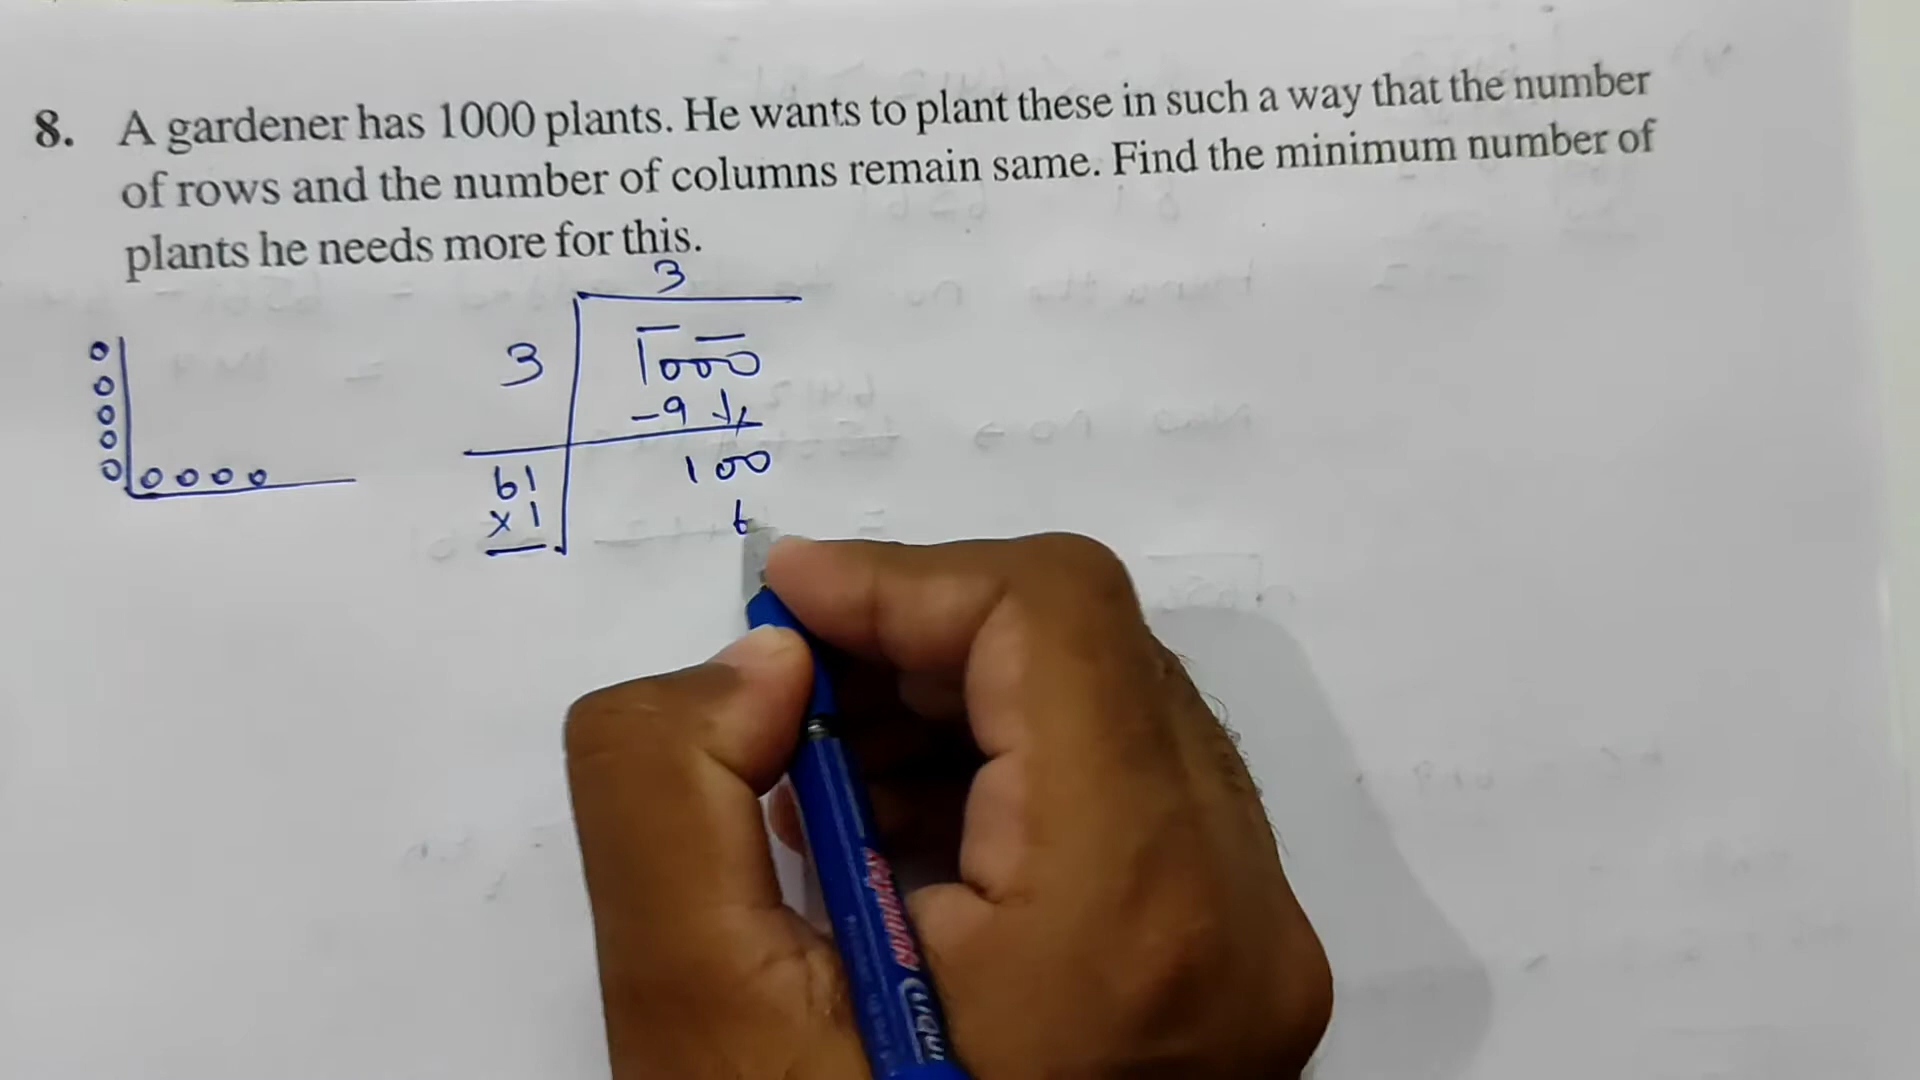 8. A gardener has 1000 plants. He wants to plant these in such a way that the number
of rows and the number of columns remain same. Find the minimum number of
plants he needs more for this.
3
3 1000
-9
61 100
x 1 6